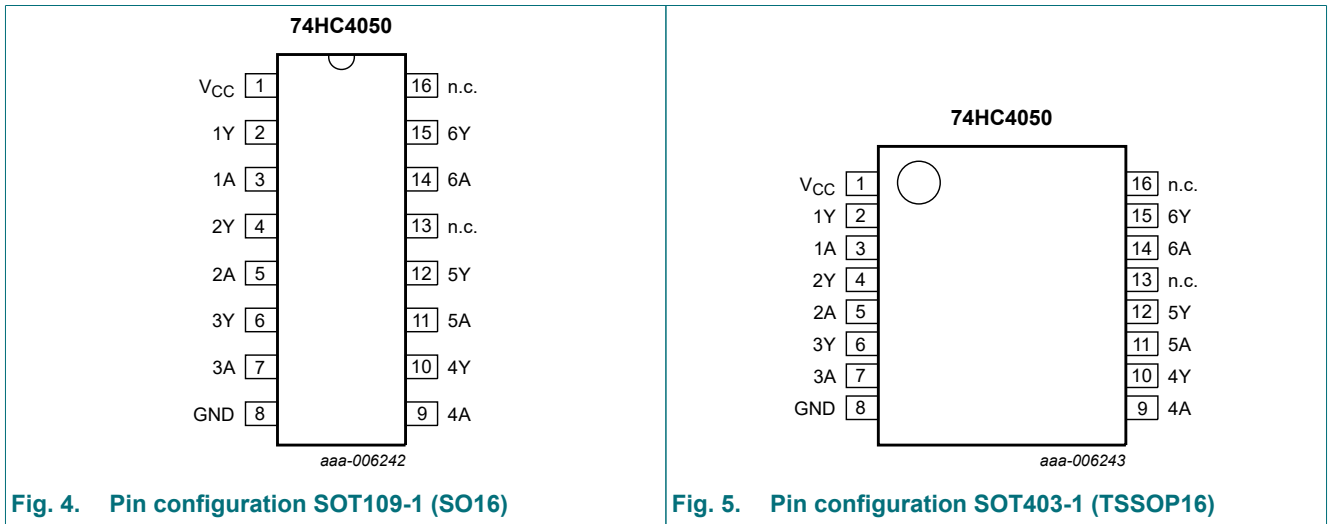 74HC4050
VCC 1 16 n.c.
1Y 2 15 6Y
1A 3 14 6A
2Y 4 13 n.c.
2A 5 12 5Y
3Y 6 11 5A
3A 7 10 4Y
GND 8 9 4A
aaa-006242
Fig. 4. Pin configuration SOT109-1 (SO16)
74HC4050
VCC 1 16 n.c.
1Y 2 15 6Y
1A 3 14 6A
2Y 4 13 n.c.
2A 5 12 5Y
3Y 6 11 5A
3A 7 10 4Y
GND 8 9 4A
aaa-006243
Fig. 5. Pin configuration SOT403-1 (TSSOP16)